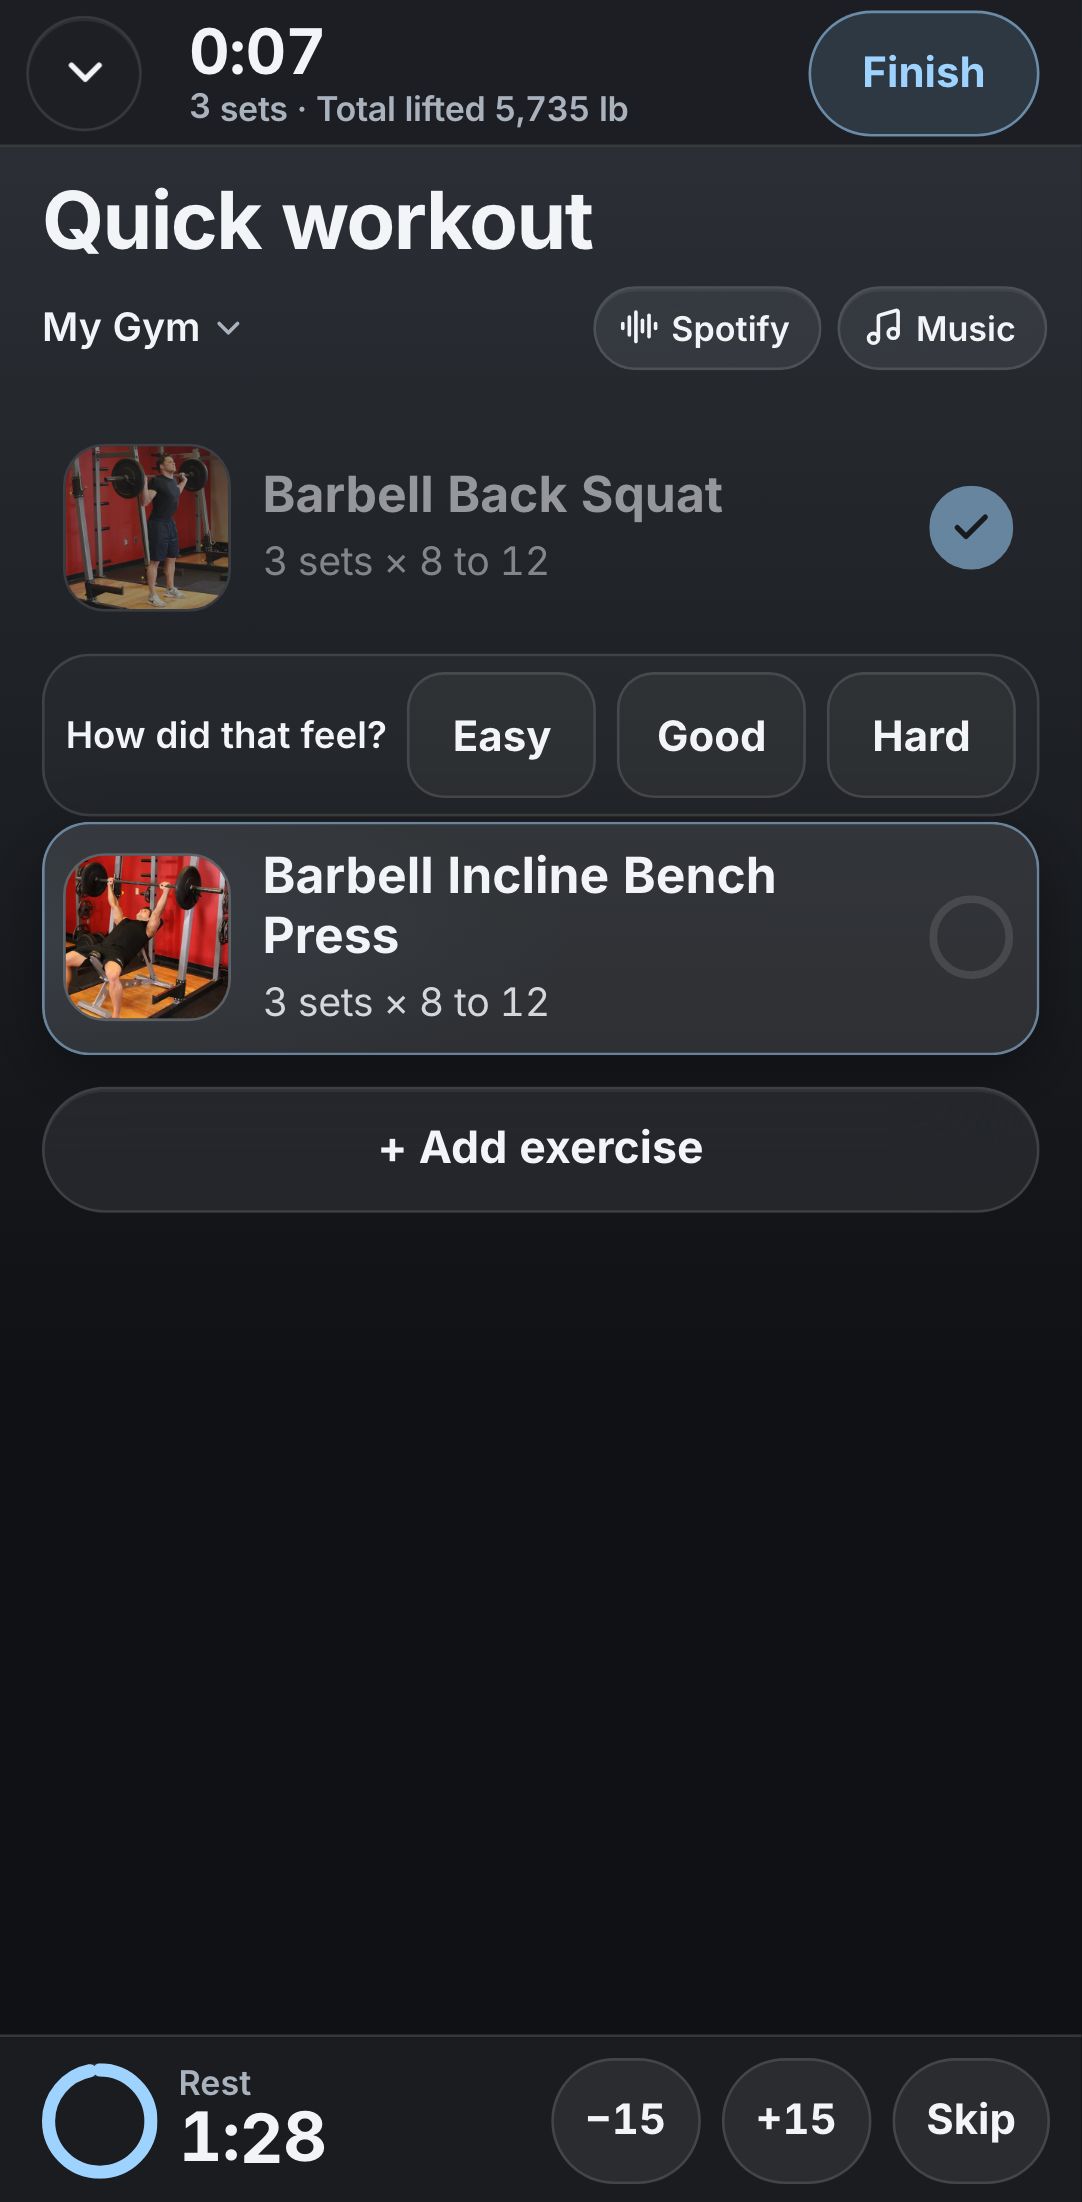 0:07
3 sets · Total lifted 5,735 lb
Finish
Quick workout
My Gym
Spotify
Music
Barbell Back Squat
3 sets × 8 to 12
How did that feel?
Easy
Good
Hard
Barbell Incline Bench
Press
3 sets × 8 to 12
+ Add exercise
Rest
1:28
−15
+15
Skip